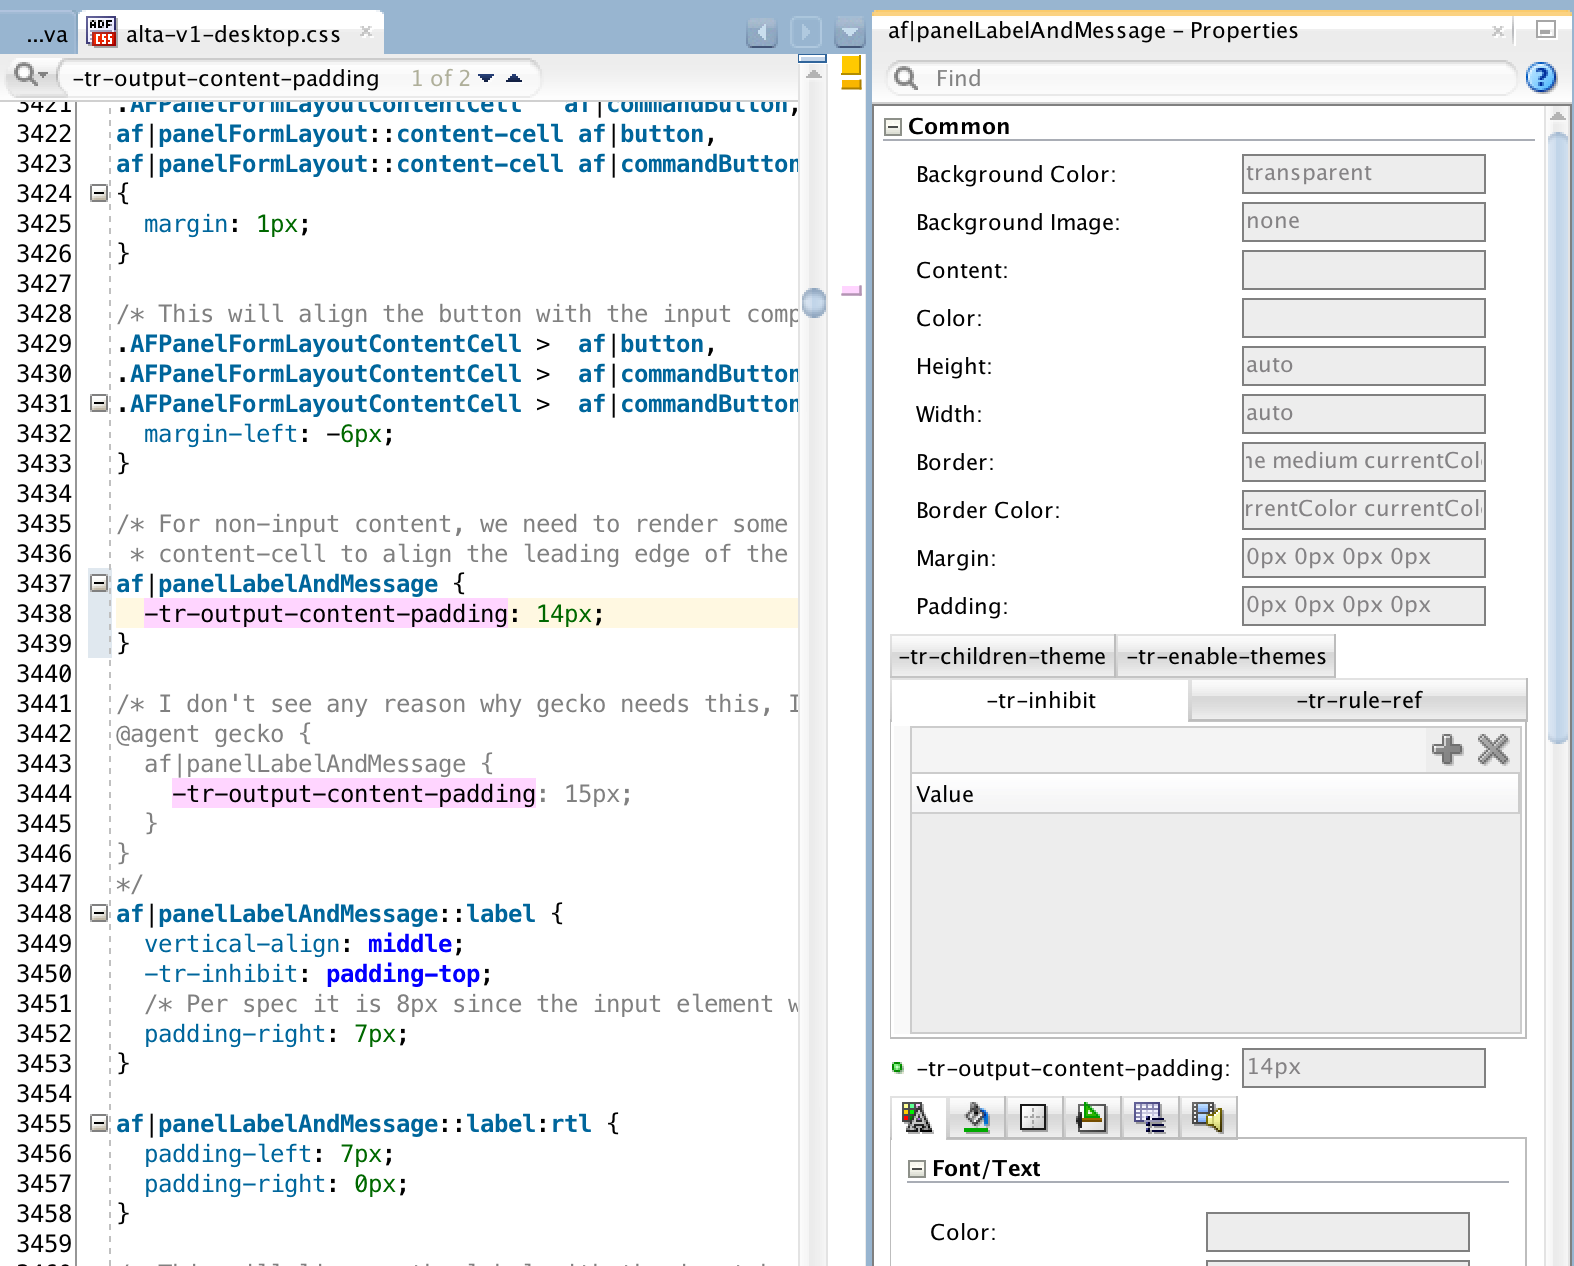 ...va
ADF CSS alta-v1-desktop.css
-tr-output-content-padding 1 of 2
3421 .AFPanelFormLayoutContentCell af|commandButton,
3422 af|panelFormLayout::content-cell af|button,
3423 af|panelFormLayout::content-cell af|commandButton
3424 {
3425 margin: 1px;
3426 }
3427
3428 /* This will align the button with the input comp
3429 .AFPanelFormLayoutContentCell > af|button,
3430 .AFPanelFormLayoutContentCell > af|commandButton
3431 .AFPanelFormLayoutContentCell > af|commandButton
3432 margin-left: -6px;
3433 }
3434
3435 /* For non-input content, we need to render some
3436 * content-cell to align the leading edge of the
3437 af|panelLabelAndMessage {
3438 -tr-output-content-padding: 14px;
3439 }
3440
3441 /* I don't see any reason why gecko needs this, I
3442 @agent gecko {
3443 af|panelLabelAndMessage {
3444 -tr-output-content-padding: 15px;
3445 }
3446 }
3447 */
3448 af|panelLabelAndMessage::label {
3449 vertical-align: middle;
3450 -tr-inhibit: padding-top;
3451 /* Per spec it is 8px since the input element w
3452 padding-right: 7px;
3453 }
3454
3455 af|panelLabelAndMessage::label:rtl {
3456 padding-left: 7px;
3457 padding-right: 0px;
3458 }
3459
af|panelLabelAndMessage - Properties
Find
Common
Background Color: transparent
Background Image: none
Content:
Color:
Height: auto
Width: auto
Border: ne medium currentCol
Border Color: rrentColor currentCol
Margin: 0px 0px 0px 0px
Padding: 0px 0px 0px 0px
-tr-children-theme -tr-enable-themes
-tr-inhibit -tr-rule-ref
Value
-tr-output-content-padding: 14px
Font/Text
Color: